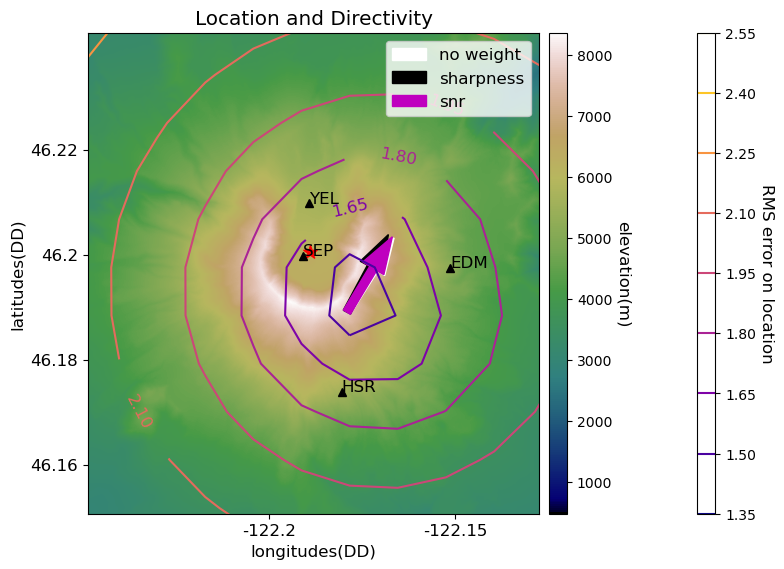 Location and Directivity
no weight
sharpness
snr
1.80
1.65
2.10
YEL
SEP
EDM
HSR
46.22
46.2
46.18
46.16
latitudes(DD)
-122.2
-122.15
longitudes(DD)
8000
7000
6000
5000
4000
3000
2000
1000
elevation(m)
2.55
2.40
2.25
2.10
1.95
1.80
1.65
1.50
1.35
RMS error on location